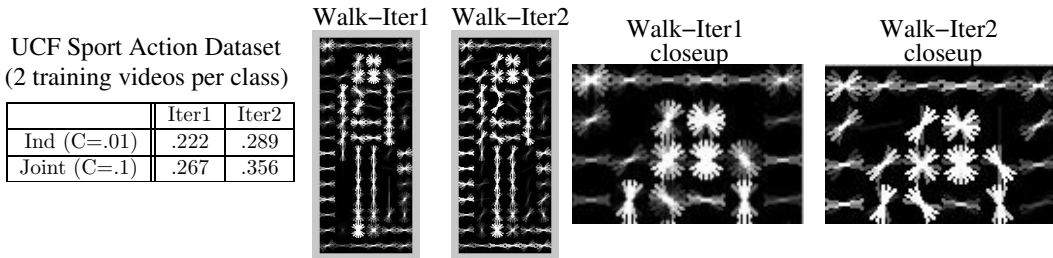 UCF Sport Action Dataset
(2 training videos per class)
Iter1 Iter2
Ind (C=.01) .222 .289
Joint (C=.1) .267 .356
Walk−Iter1
Walk−Iter2
Walk−Iter1
closeup
Walk−Iter2
closeup